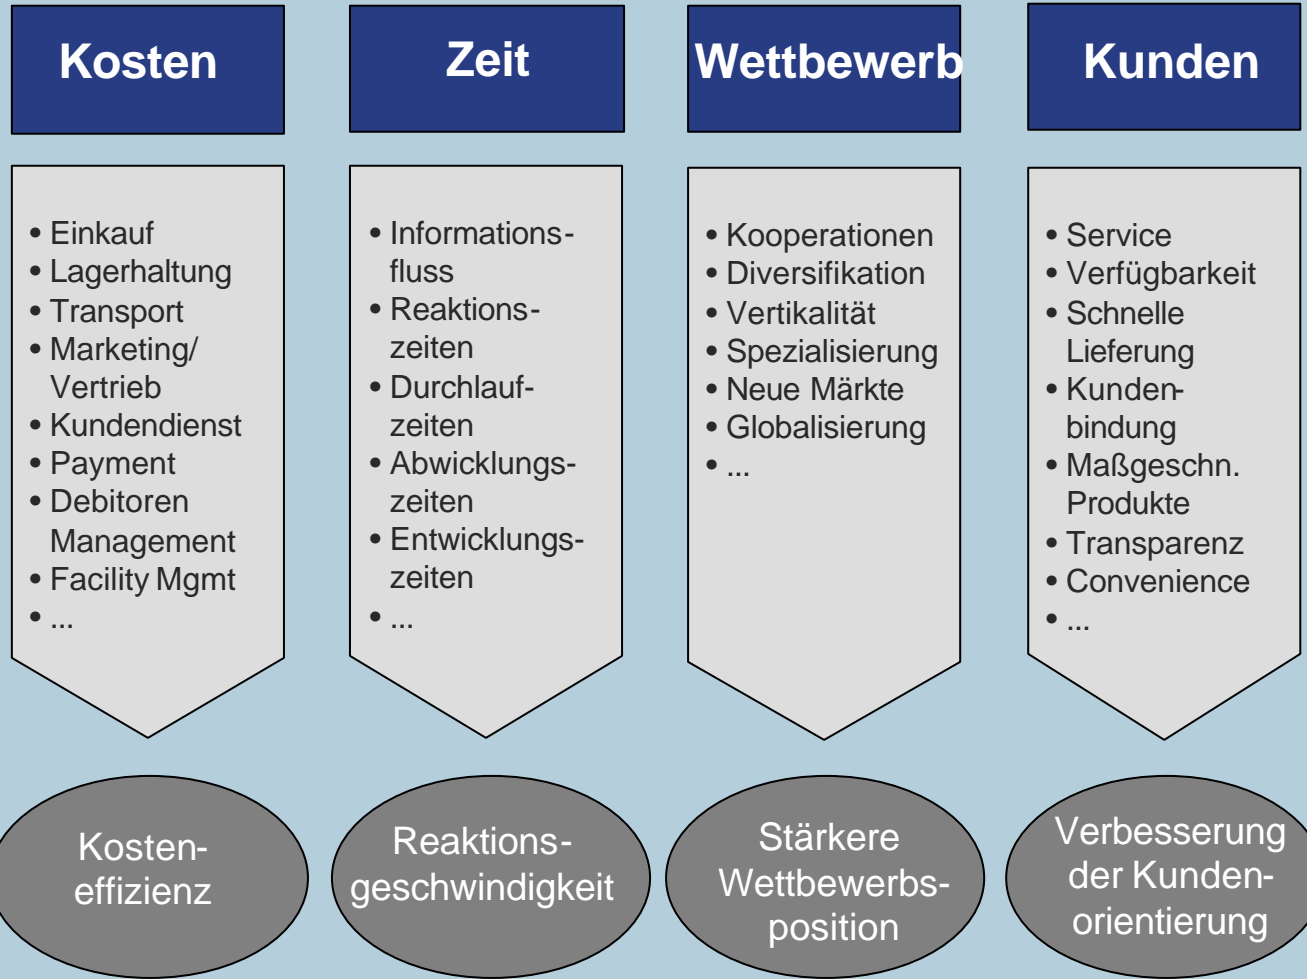 Kosten
• Einkauf
• Lagerhaltung
• Transport
• Marketing/
Vertrieb
• Kundendienst
• Payment
• Debitoren
Management
• Facility Mgmt
• ...
Kosten-
effizienz
Zeit
• Informations-
fluss
• Reaktions-
zeiten
• Durchlauf-
zeiten
• Abwicklungs-
zeiten
• Entwicklungs-
zeiten
• ...
Reaktions-
geschwindigkeit
Wettbewerb
• Kooperationen
• Diversifikation
• Vertikalität
• Spezialisierung
• Neue Märkte
• Globalisierung
• ...
Stärkere
Wettbewerbs-
position
Kunden
• Service
• Verfügbarkeit
• Schnelle
Lieferung
• Kunden-
bindung
• Maßgeschn.
Produkte
• Transparenz
• Convenience
• ...
Verbesserung
der Kunden-
orientierung